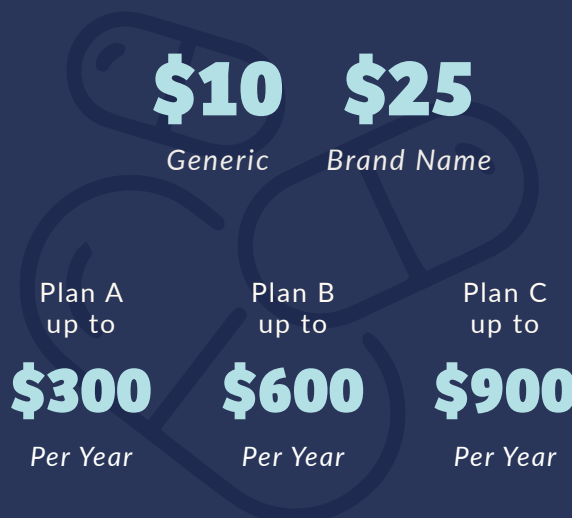 $10 $25
Generic Brand Name
Plan A Plan B Plan C
up to up to up to
$300 $600 $900
Per Year Per Year Per Year